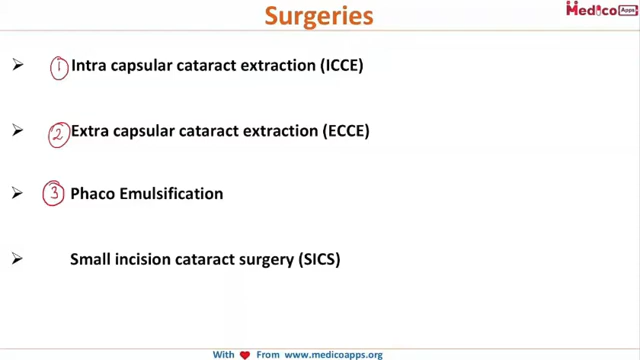 Surgeries
Medico Apps
➤ 1 Intra capsular cataract extraction (ICCE)
➤ 2 Extra capsular cataract extraction (ECCE)
➤ 3 Phaco Emulsification
➤ Small incision cataract surgery (SICS)
With ♥ From www.medicoapps.org